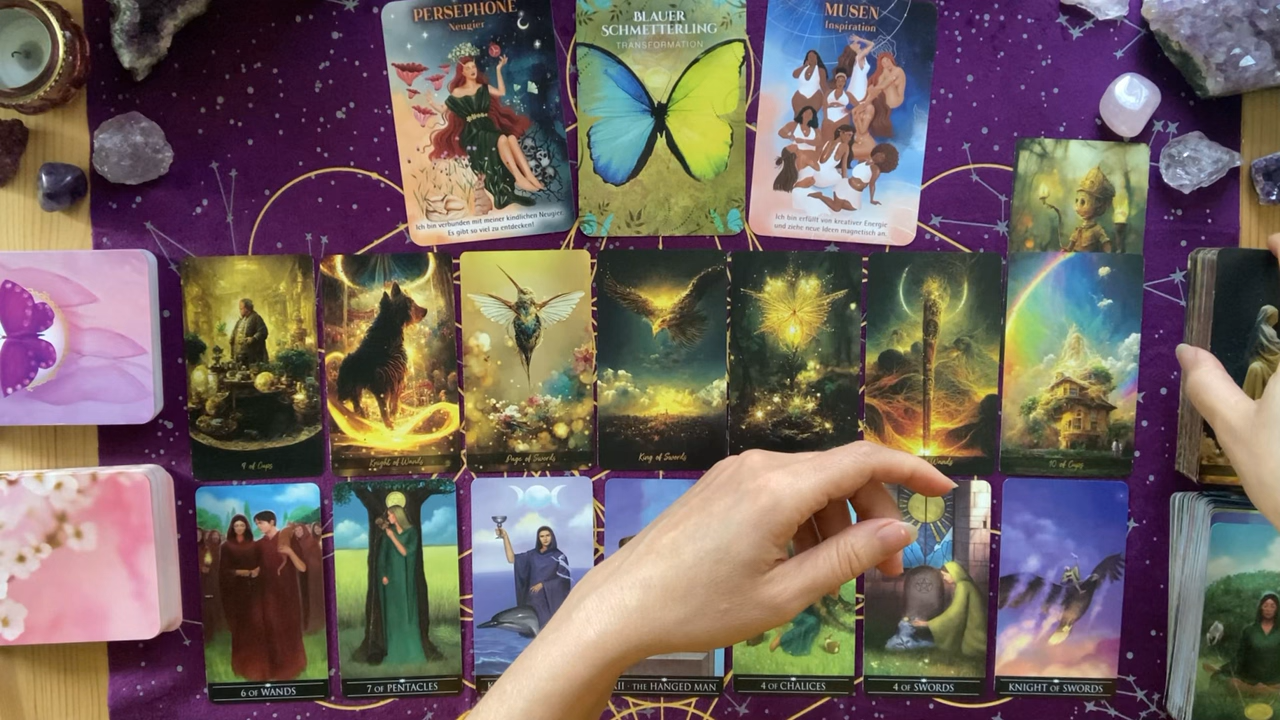 PERSEPHONE
Neugier
Ich bin verbunden mit meiner kindlichen Neugier.
Es gibt so viel zu entdecken!
BLAUER
SCHMETTERLING
TRANSFORMATION
MUSEN
Inspiration
Ich bin erfüllt von kreativer Energie
und ziehe neue Ideen magnetisch an.
9 of Cups
Knight of Wands
Page of Swords
King of Swords
Wands
10 of Cups
6 OF WANDS
7 OF PENTACLES
THE HANGED MAN
4 OF CHALICES
4 OF SWORDS
KNIGHT OF SWORDS